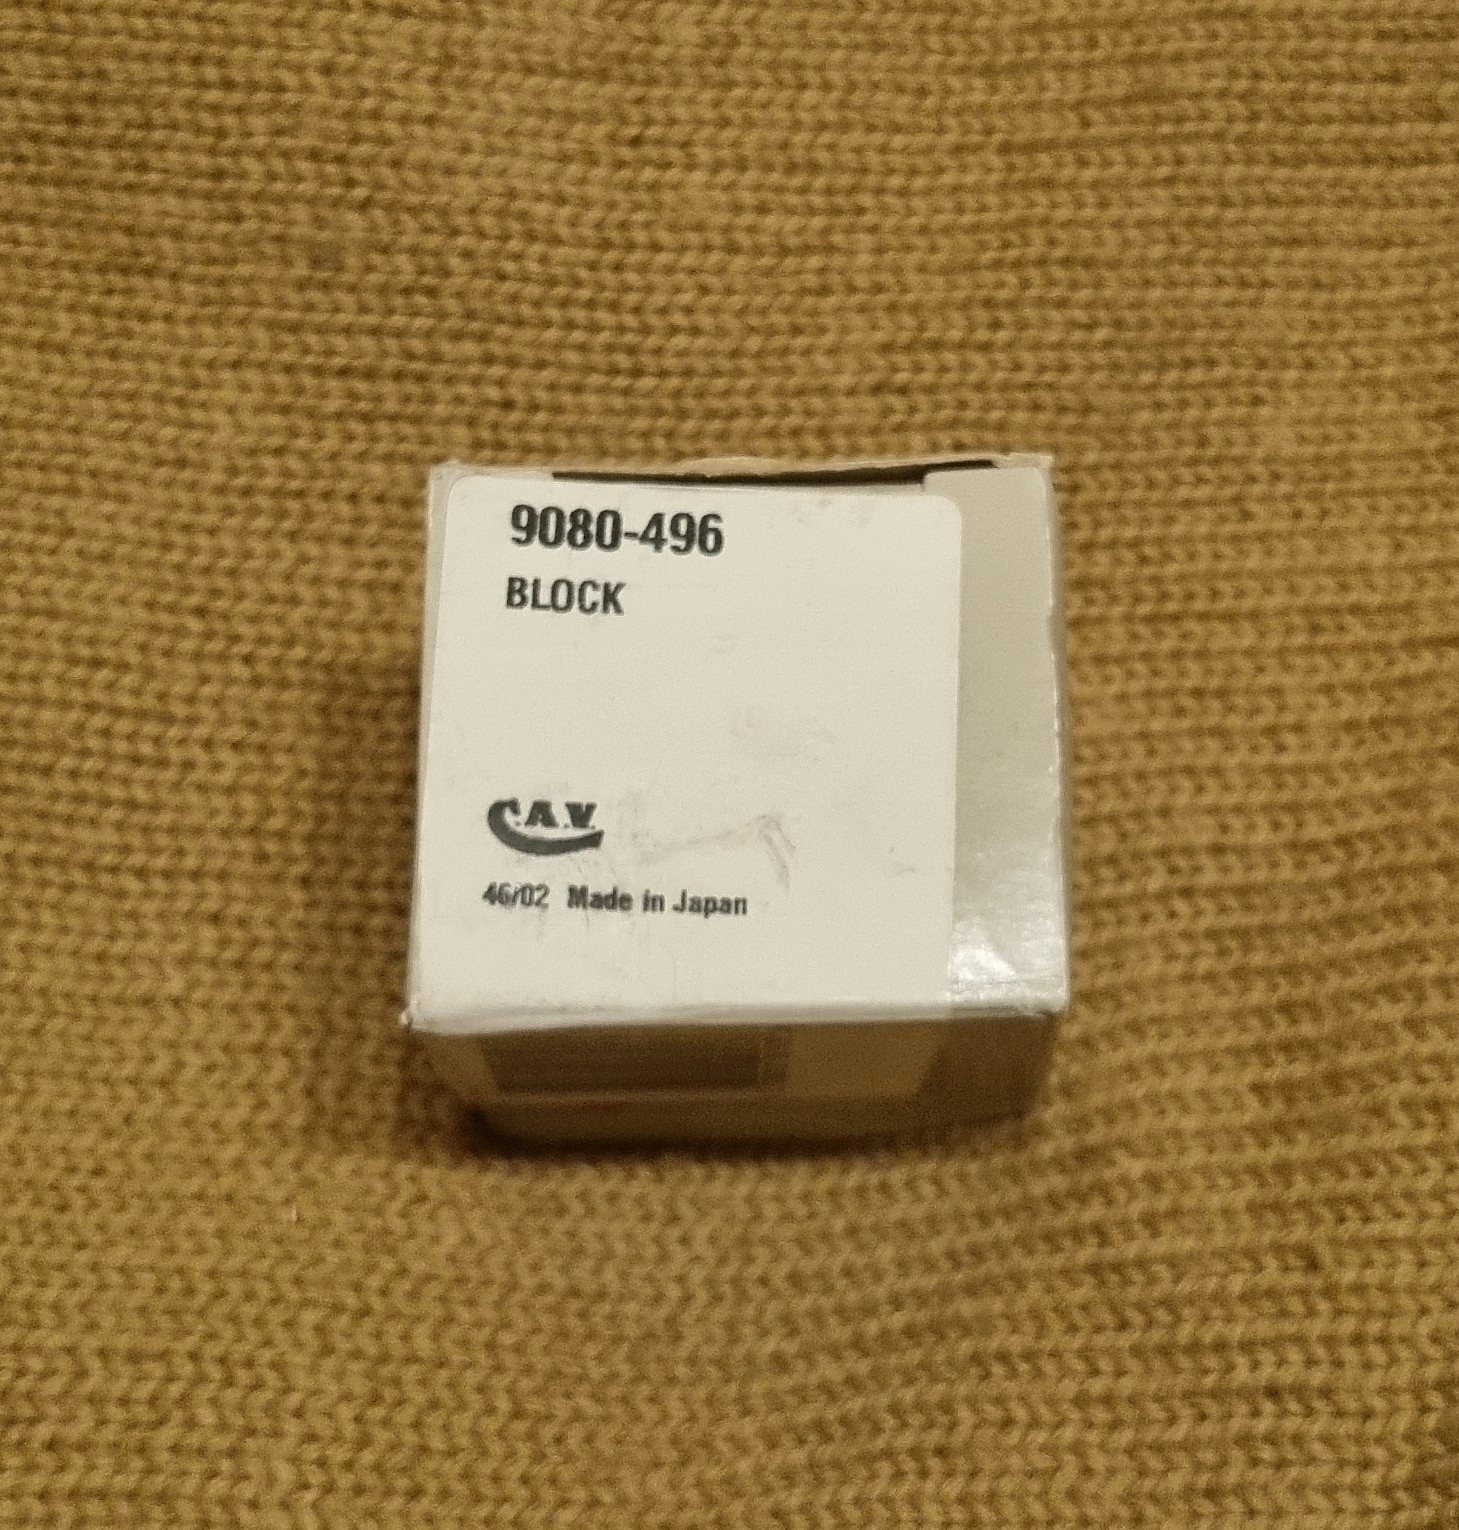 9080-496
BLOCK
C.A.V.
46/02 Made in Japan